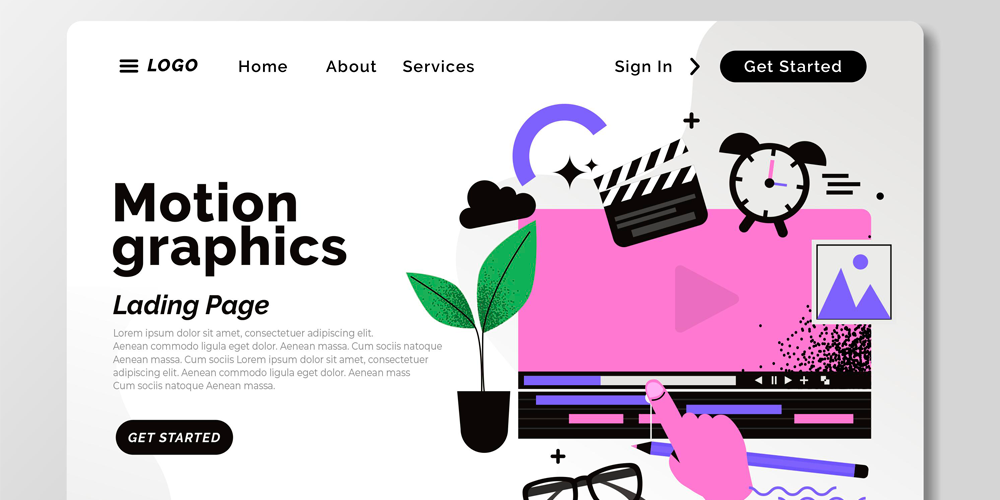 LOGO
Home
About
Services
Sign In
Get Started
Motion
graphics
Lading Page
Lorem ipsum dolor sit amet, consectetuer adipiscing elit.
Aenean commodo ligula eget dolor. Aenean massa. Cum sociis natoque
Aenean massa. Cum sociis Lorem ipsum dolor sit amet, consectetuer
adipiscing elit. Aenean commodo ligula eget dolor. Aenean mass
Cum sociis natoque Aenean massa.
GET STARTED